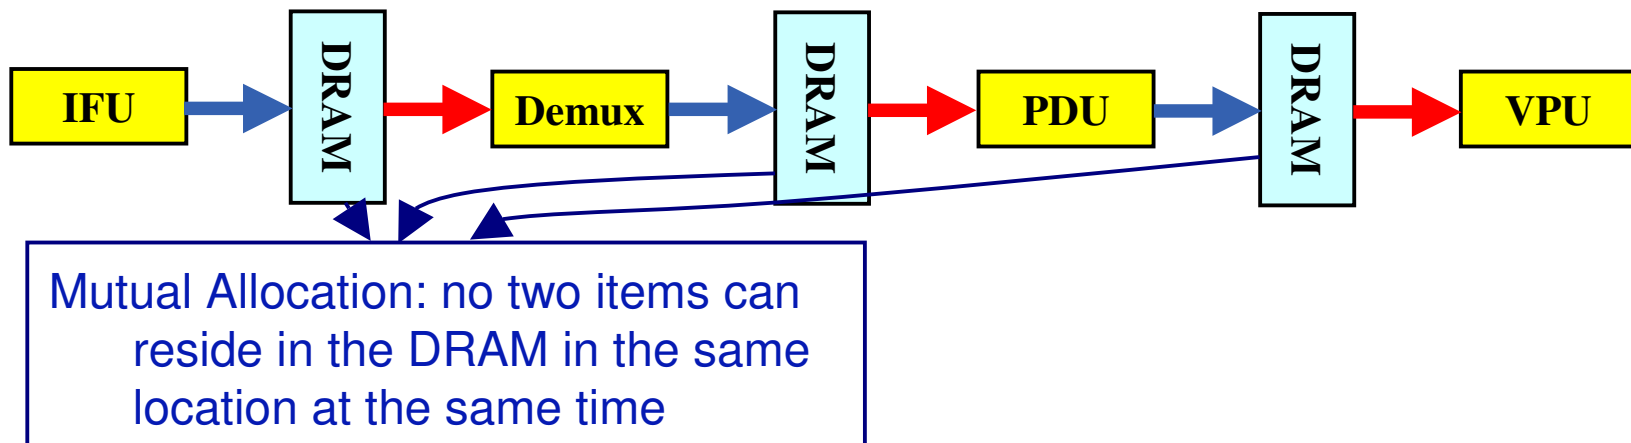 IFU
DRAM
Demux
DRAM
PDU
DRAM
VPU
Mutual Allocation: no two items can
reside in the DRAM in the same
location at the same time